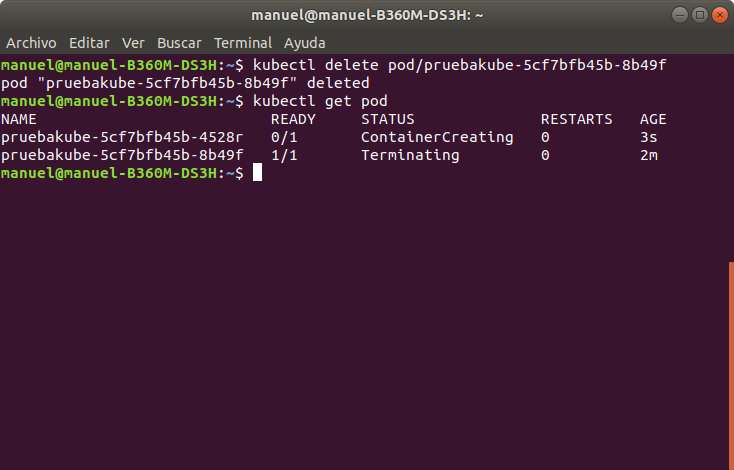 manuel@manuel-B360M-DS3H: ~
Archivo Editar Ver Buscar Terminal Ayuda
manuel@manuel-B360M-DS3H:~$ kubectl delete pod/pruebakube-5cf7bfb45b-8b49f
pod "pruebakube-5cf7bfb45b-8b49f" deleted
manuel@manuel-B360M-DS3H:~$ kubectl get pod
NAME                          READY     STATUS              RESTARTS   AGE
pruebakube-5cf7bfb45b-4528r   0/1       ContainerCreating   0          3s
pruebakube-5cf7bfb45b-8b49f   1/1       Terminating         0          2m
manuel@manuel-B360M-DS3H:~$